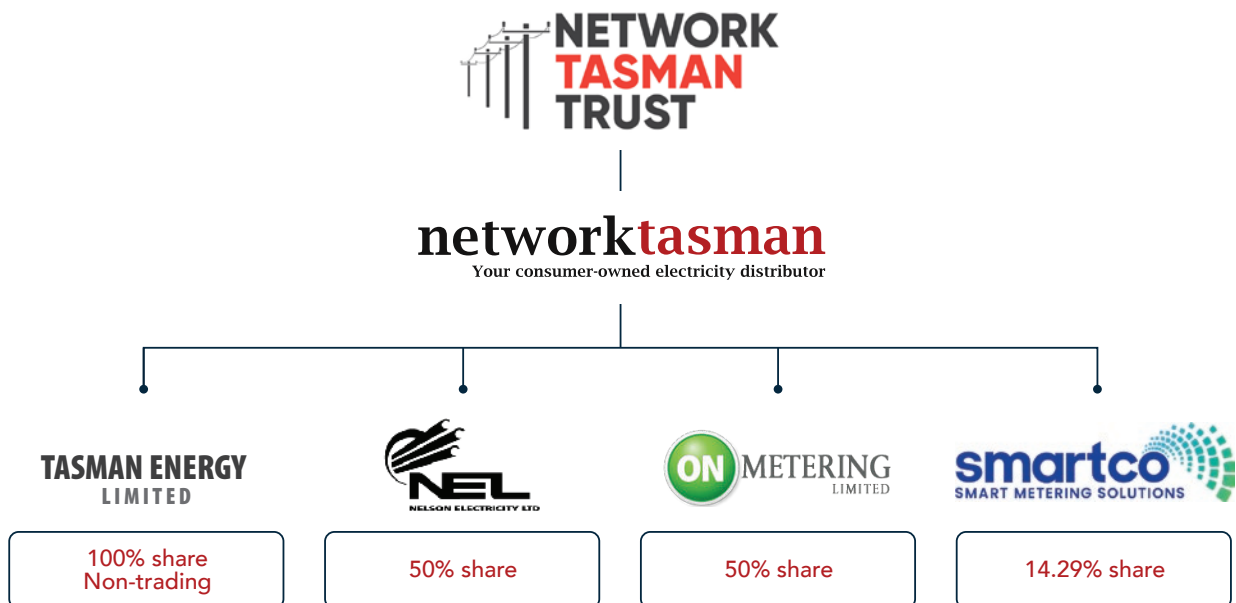 NETWORK
TASMAN
TRUST
networktasman
Your consumer-owned electricity distributor
TASMAN ENERGY
LIMITED
NEL
NELSON ELECTRICITY LTD
ON METERING
LIMITED
smartco
SMART METERING SOLUTIONS
100% share
Non-trading
50% share
50% share
14.29% share